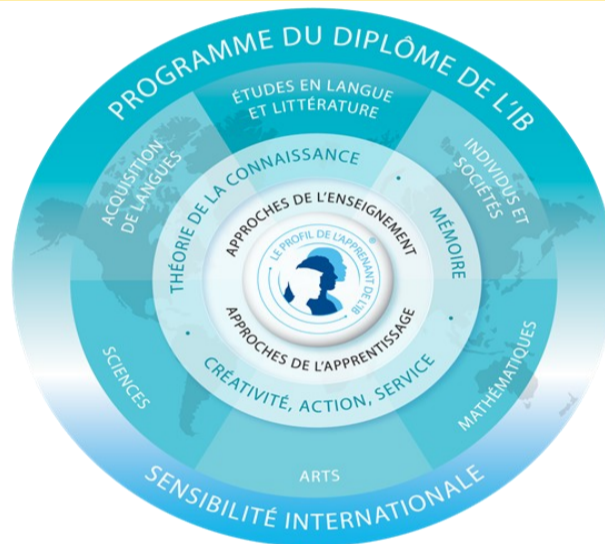 PROGRAMME DU DIPLÔME DE L'IB
ÉTUDES EN LANGUE
ET LITTÉRATURE
ACQUISITION
DE LANGUES
INDIVIDUS ET
SOCIÉTÉS
THÉORIE DE LA CONNAISSANCE
MÉMOIRE
APPROCHES DE L'ENSEIGNEMENT
LE PROFIL DE L'APPRENANT DE L'IB
®
APPROCHES DE L'APPRENTISSAGE
CRÉATIVITÉ, ACTION, SERVICE
SCIENCES
MATHÉMATIQUES
ARTS
SENSIBILITÉ INTERNATIONALE